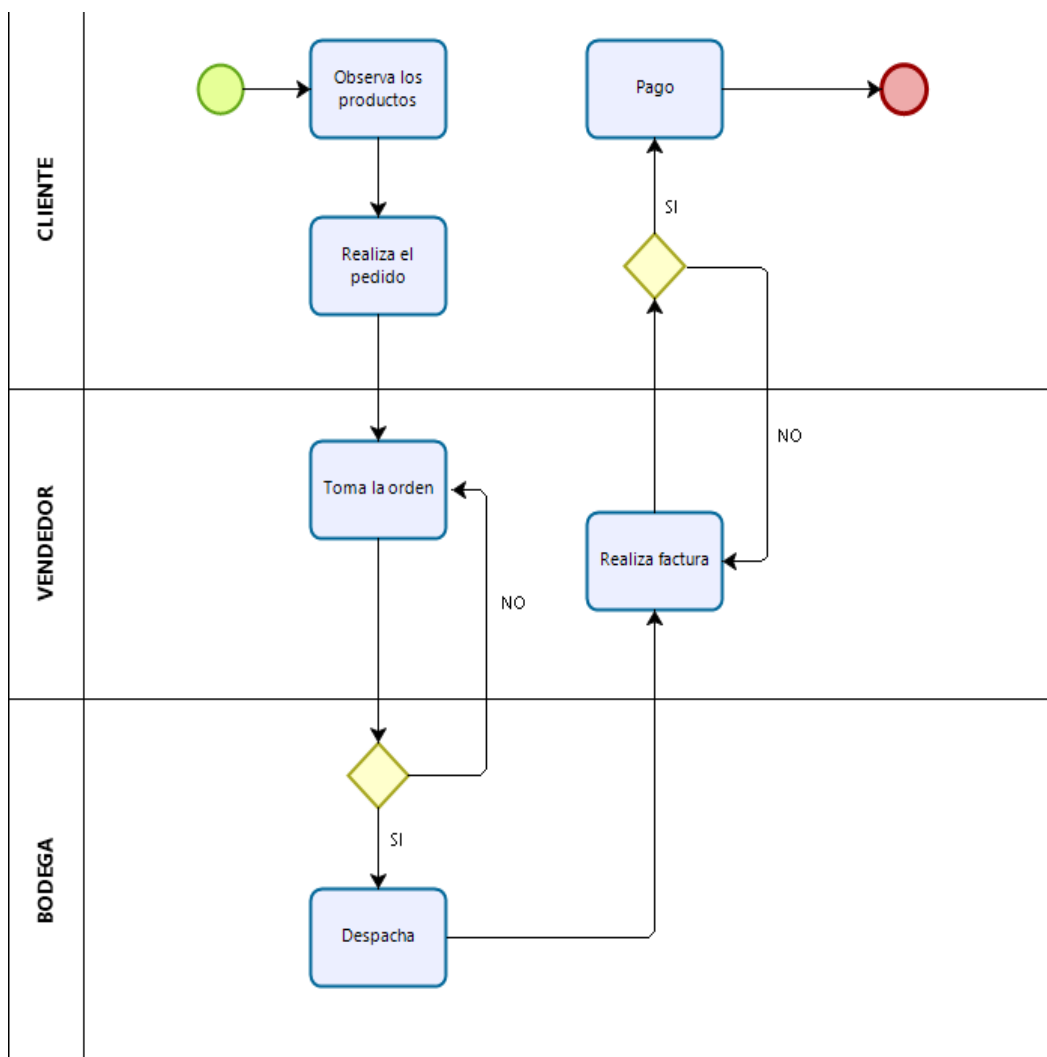 CLIENTE
Observa los
productos
Pago
Realiza el
pedido
SI
NO
VENDEDOR
Toma la orden
Realiza factura
NO
BODEGA
SI
Despacha